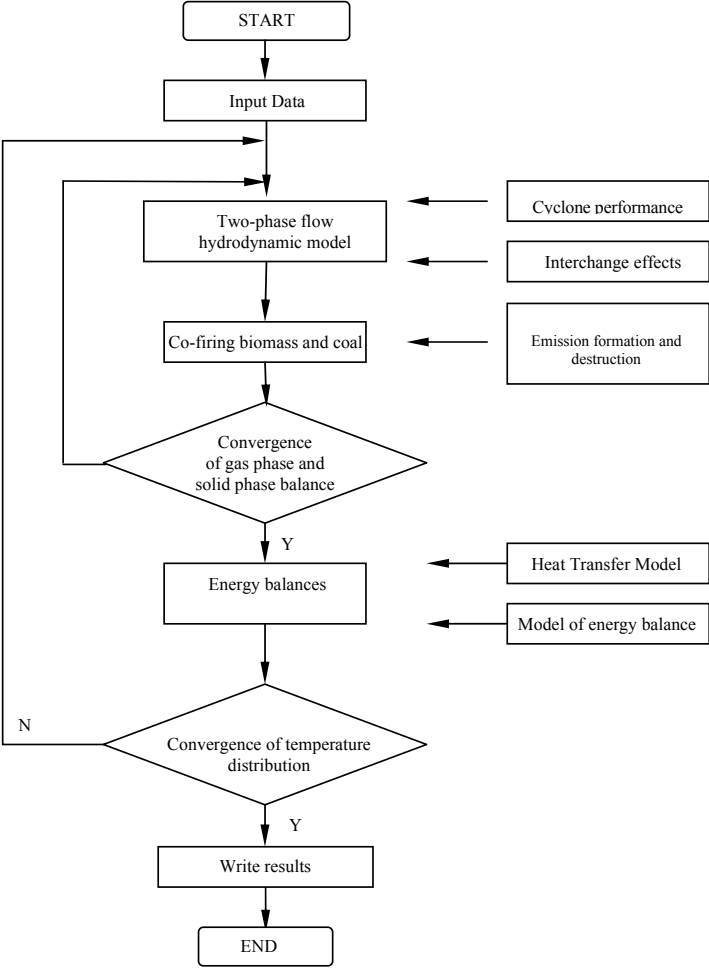 START
Input Data
Two-phase flow
hydrodynamic model
Cyclone performance
Interchange effects
Co-firing biomass and coal
Emission formation and
destruction
Convergence
of gas phase and
solid phase balance
Y
Energy balances
Heat Transfer Model
Model of energy balance
N
Convergence of temperature
distribution
Y
Write results
END